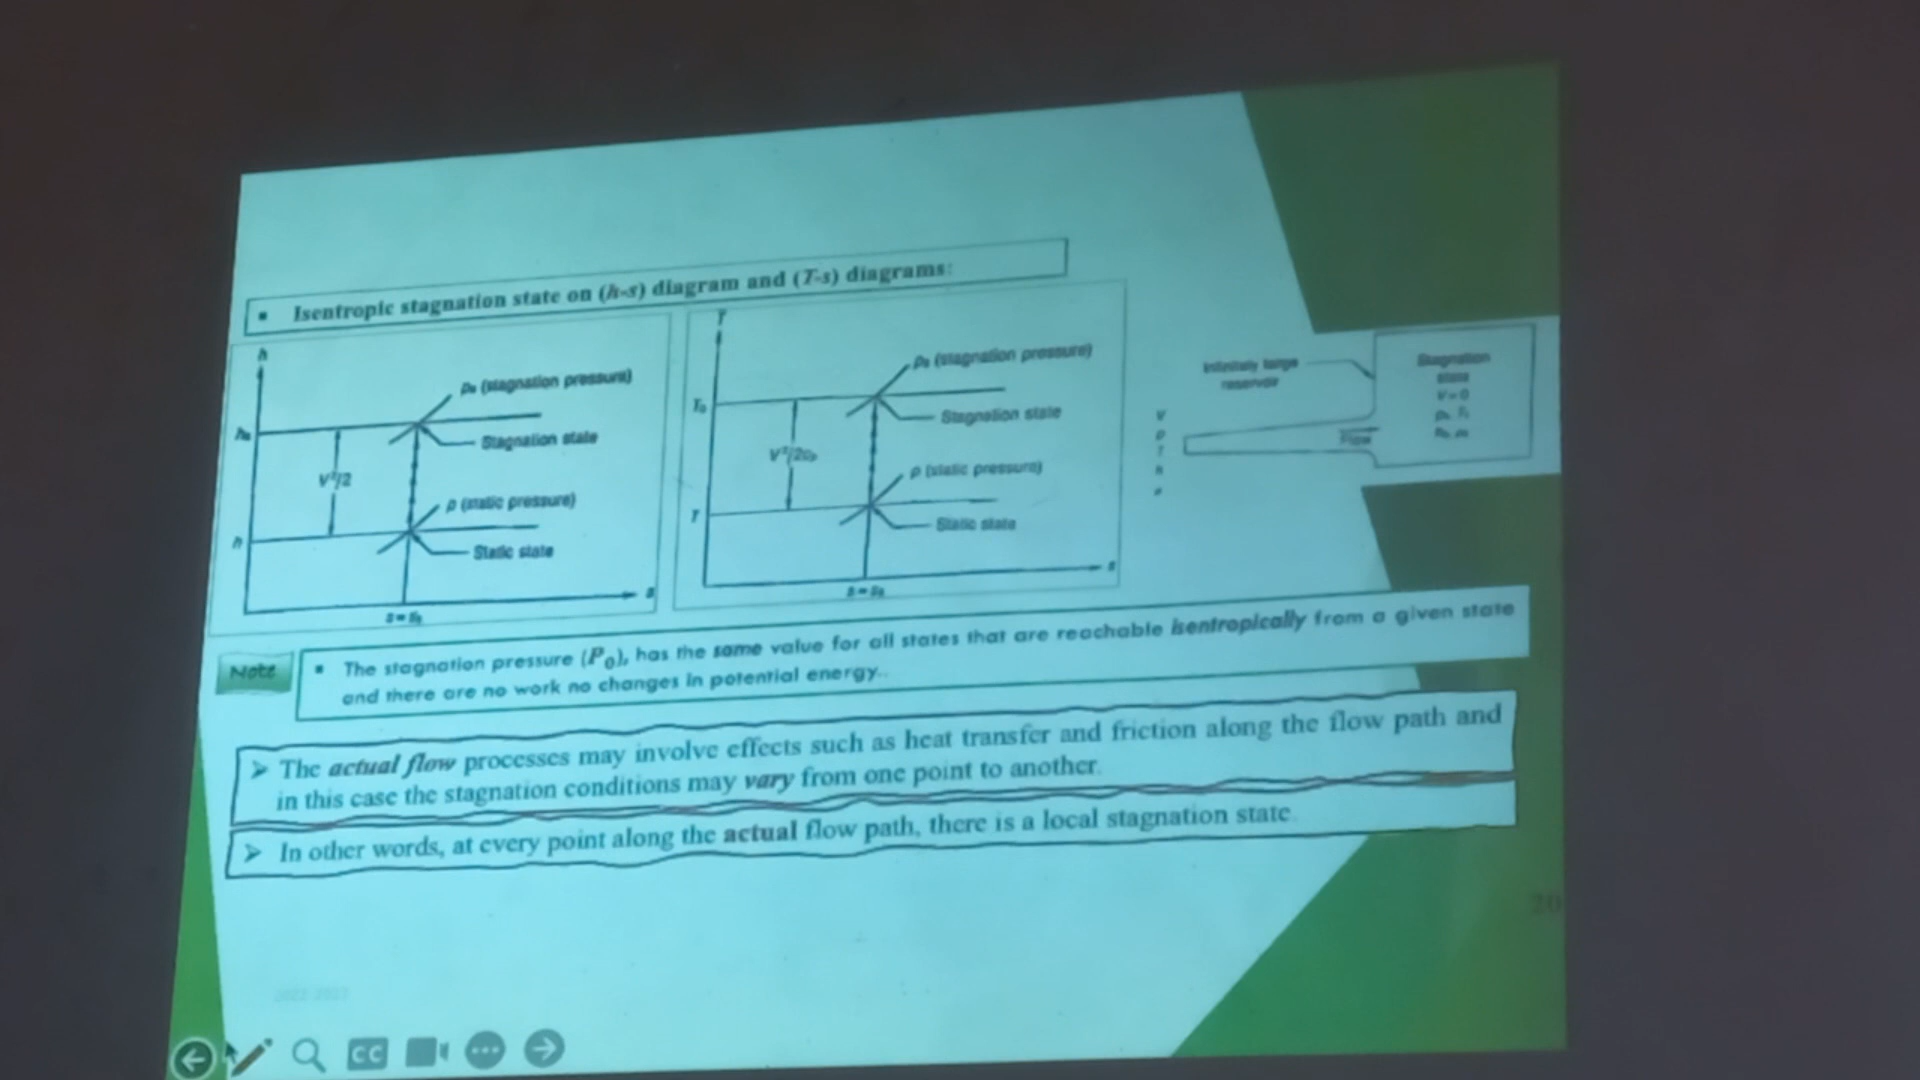 ▪ Isentropic stagnation state on (h-s) diagram and (T-s) diagrams:
h
p₀ (stagnation pressure)
h₀
Stagnation state
V²/2
p (static pressure)
h
Static state
s
s = s₀
T
p₀ (stagnation pressure)
T₀
Stagnation state
V²/2cₚ
p (static pressure)
T
Static state
s
s = s₀
Infinitely large
reservoir
Stagnation
state
V = 0
Flow
V
p
T
Note
▪ The stagnation pressure (P₀), has the same value for all states that are reachable isentropically from a given state
and there are no work no changes in potential energy..
➢ The actual flow processes may involve effects such as heat transfer and friction along the flow path and
in this case the stagnation conditions may vary from one point to another.
➢ In other words, at every point along the actual flow path, there is a local stagnation state.
20
CC